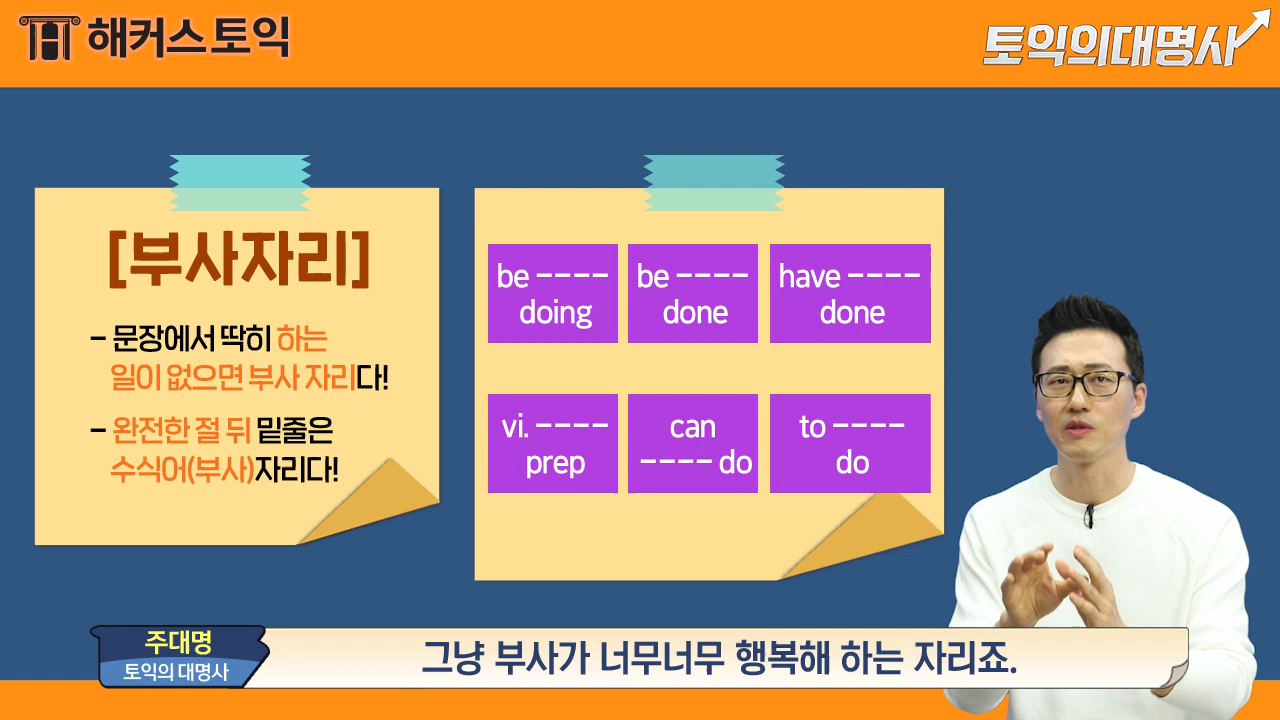 해커스토익
토익의대명사
[부사자리]
– 문장에서 딱히 하는
일이 없으면 부사 자리다!
– 완전한 절 뒤 밑줄은
수식어(부사)자리다!
be ––––
doing
be ––––
done
have ––––
done
vi. ––––
prep
can
–––– do
to ––––
do
주대명
토익의 대명사
그냥 부사가 너무너무 행복해 하는 자리죠.